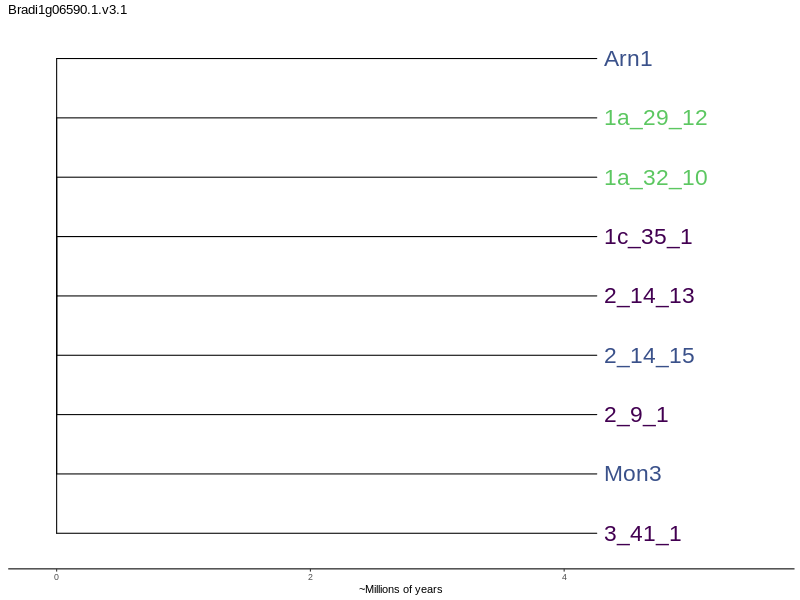 Bradi1g06590.1.v3.1
Arn1
1a_29_12
1a_32_10
1c_35_1
2_14_13
2_14_15
2_9_1
Mon3
3_41_1
0 2 4
~Millions of years